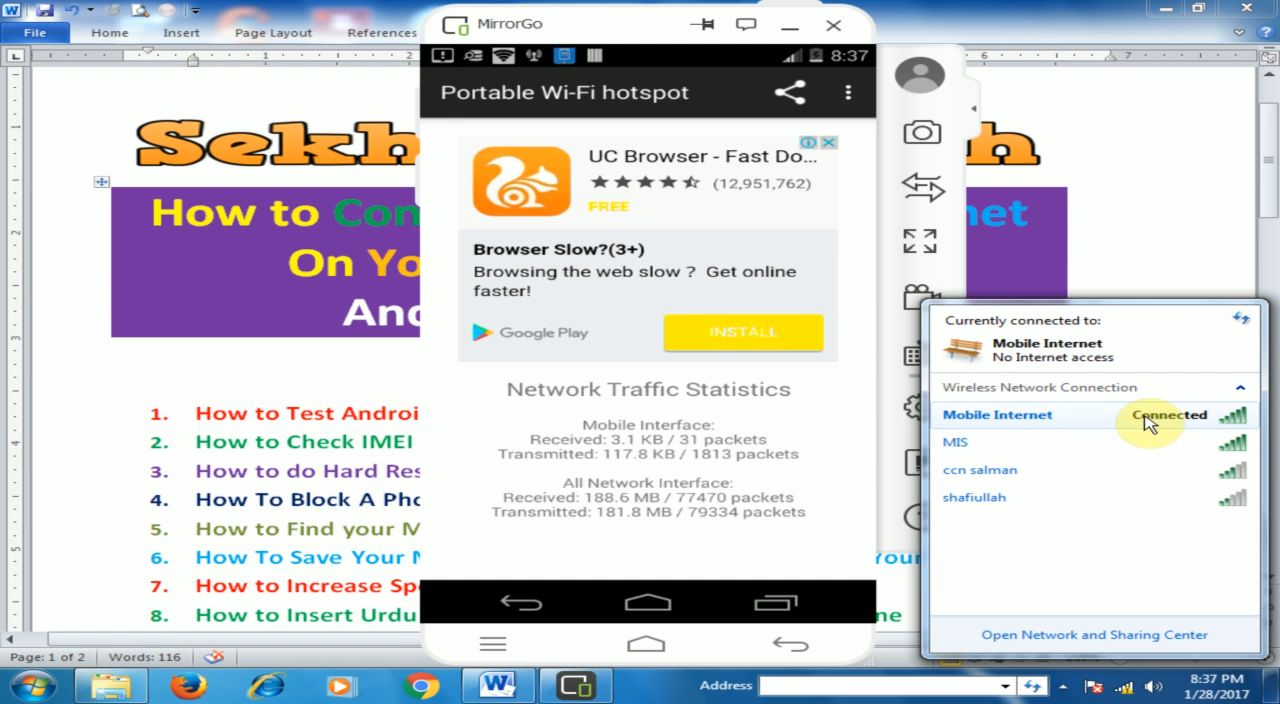 File
Home
Insert
Page Layout
References
MirrorGo
8:37
Portable Wi-Fi hotspot
UC Browser - Fast Do...
(12,951,762)
FREE
Browser Slow?(3+)
Browsing the web slow ? Get online
faster!
Google Play
INSTALL
Network Traffic Statistics
Mobile Interface:
Received: 3.1 KB / 31 packets
Transmitted: 117.8 KB / 1813 packets
All Network Interface:
Received: 188.6 MB / 77470 packets
Transmitted: 181.8 MB / 79334 packets
Sekh
h
How to Con
net
On Yo
And
1. How to Test Androi
2. How to Check IMEI
3. How to do Hard Res
4. How To Block A Pho
5. How to Find your M
6. How To Save Your N
Your
7. How to Increase Spe
8. How to Insert Urdu
ne
Currently connected to:
Mobile Internet
No Internet access
Wireless Network Connection
Mobile Internet Connected
MIS
ccn salman
shafiullah
Open Network and Sharing Center
Page: 1 of 2
Words: 116
Address
8:37 PM
1/28/2017